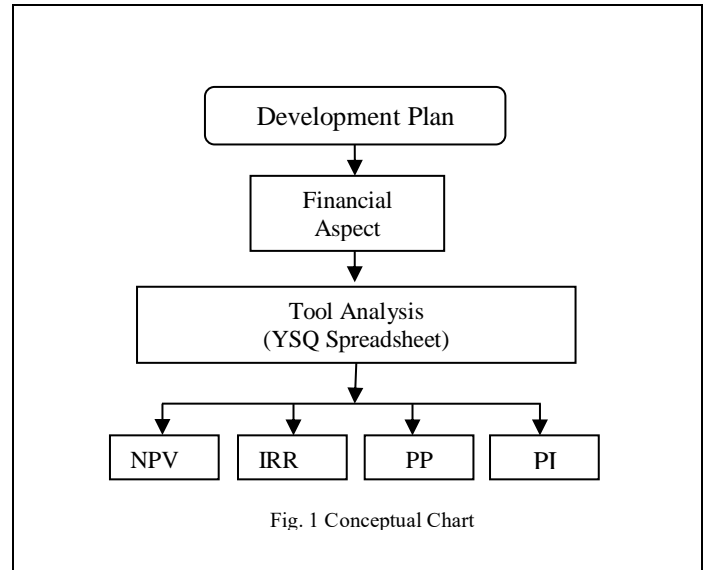 Development Plan
Financial
Aspect
Tool Analysis
(YSQ Spreadsheet)
NPV IRR PP PI
Fig. 1 Conceptual Chart